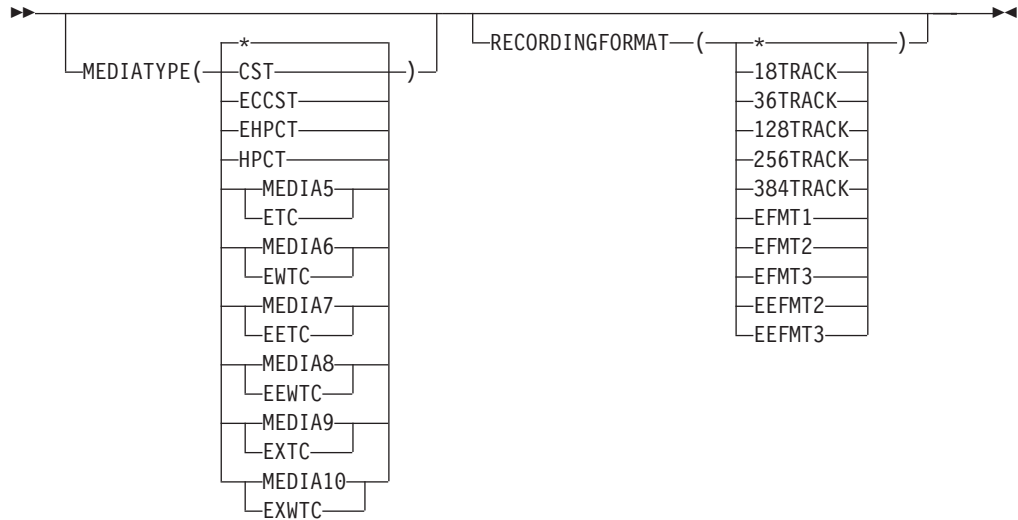 MEDIATYPE(
*
CST
ECCST
EHPCT
HPCT
MEDIA5
ETC
MEDIA6
EWTC
MEDIA7
EETC
MEDIA8
EEWTC
MEDIA9
EXTC
MEDIA10
EXWTC
)
RECORDINGFORMAT
(
*
18TRACK
36TRACK
128TRACK
256TRACK
384TRACK
EFMT1
EFMT2
EFMT3
EEFMT2
EEFMT3
)